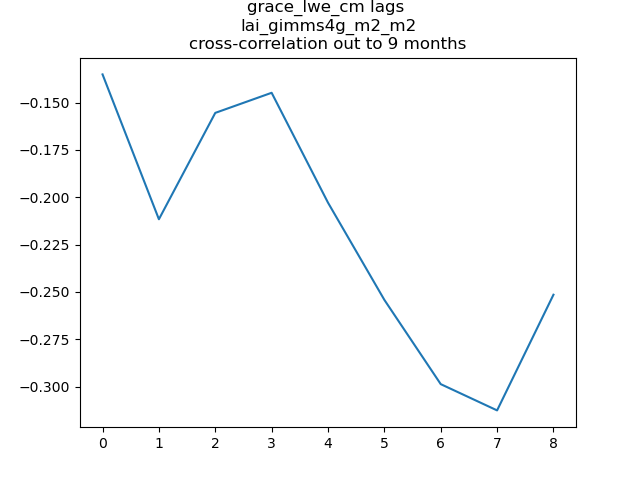 grace_lwe_cm lags
lai_gimms4g_m2_m2
cross-correlation out to 9 months
−0.150
−0.175
−0.200
−0.225
−0.250
−0.275
−0.300
0 1 2 3 4 5 6 7 8